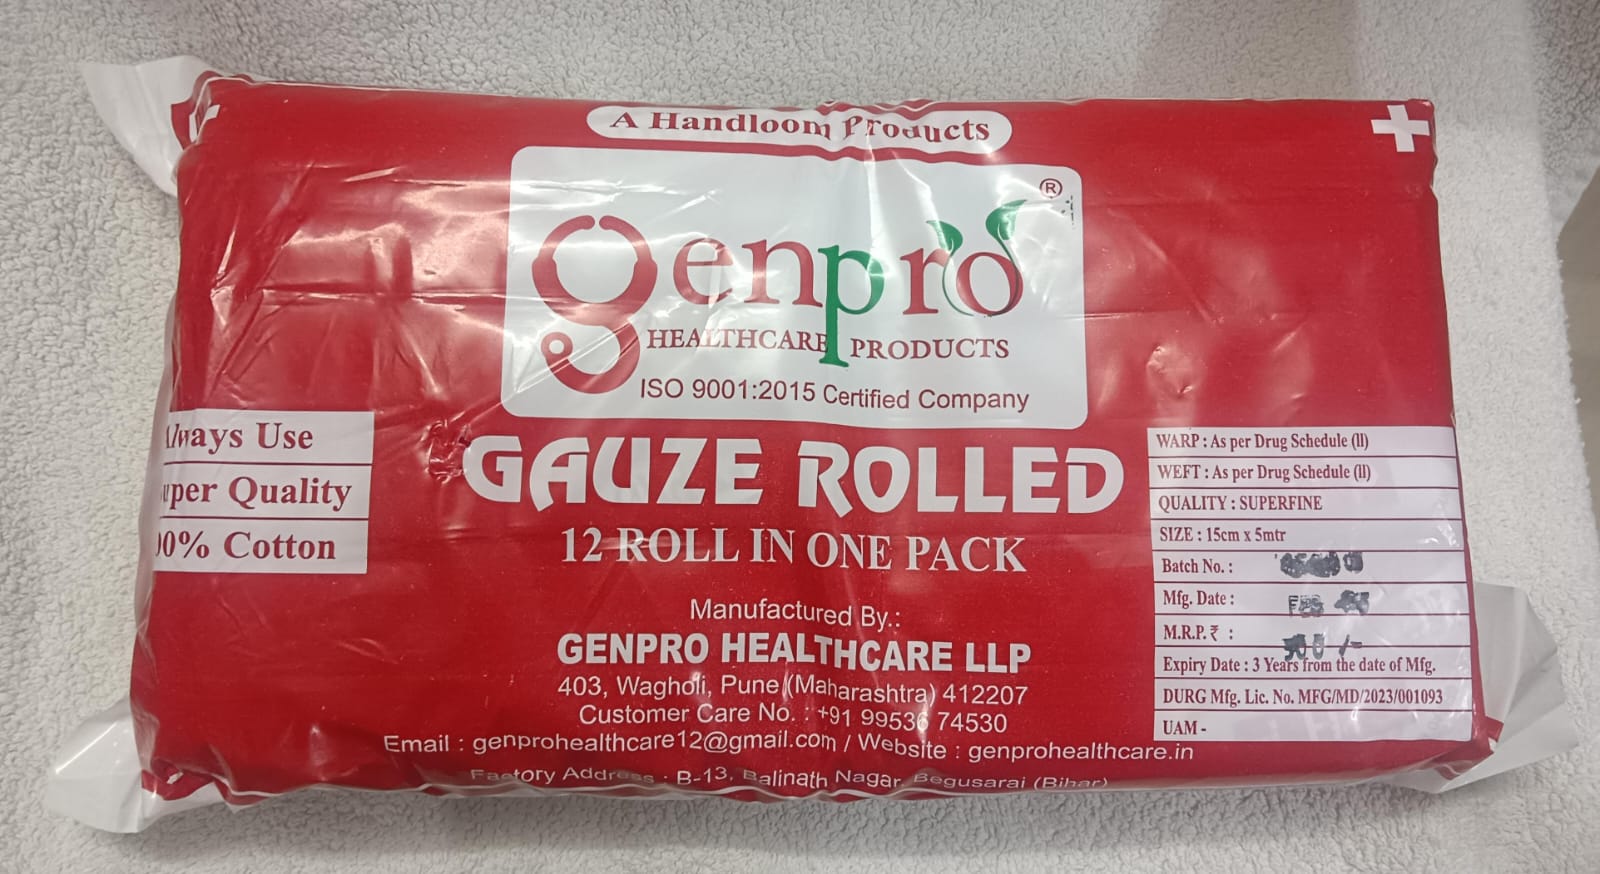 A Handloom Products
genpro ®
HEALTHCARE PRODUCTS
ISO 9001:2015 Certified Company
Always Use
uper Quality
00% Cotton
GAUZE ROLLED
12 ROLL IN ONE PACK
Manufactured By.:
GENPRO HEALTHCARE LLP
403, Wagholi, Pune (Maharashtra) 412207
Customer Care No. : +91 99536 74530
Email : genprohealthcare12@gmail.com / Website : genprohealthcare.in
Factory Address : B-13, Balinath Nagar, Begusarai (Bihar)
WARP : As per Drug Schedule (ll)
WEFT : As per Drug Schedule (ll)
QUALITY : SUPERFINE
SIZE : 15cm x 5mtr
Batch No. :
Mfg. Date : FEB
M.R.P. ₹ :
Expiry Date : 3 Years from the date of Mfg.
DURG Mfg. Lic. No. MFG/MD/2023/001093
UAM -